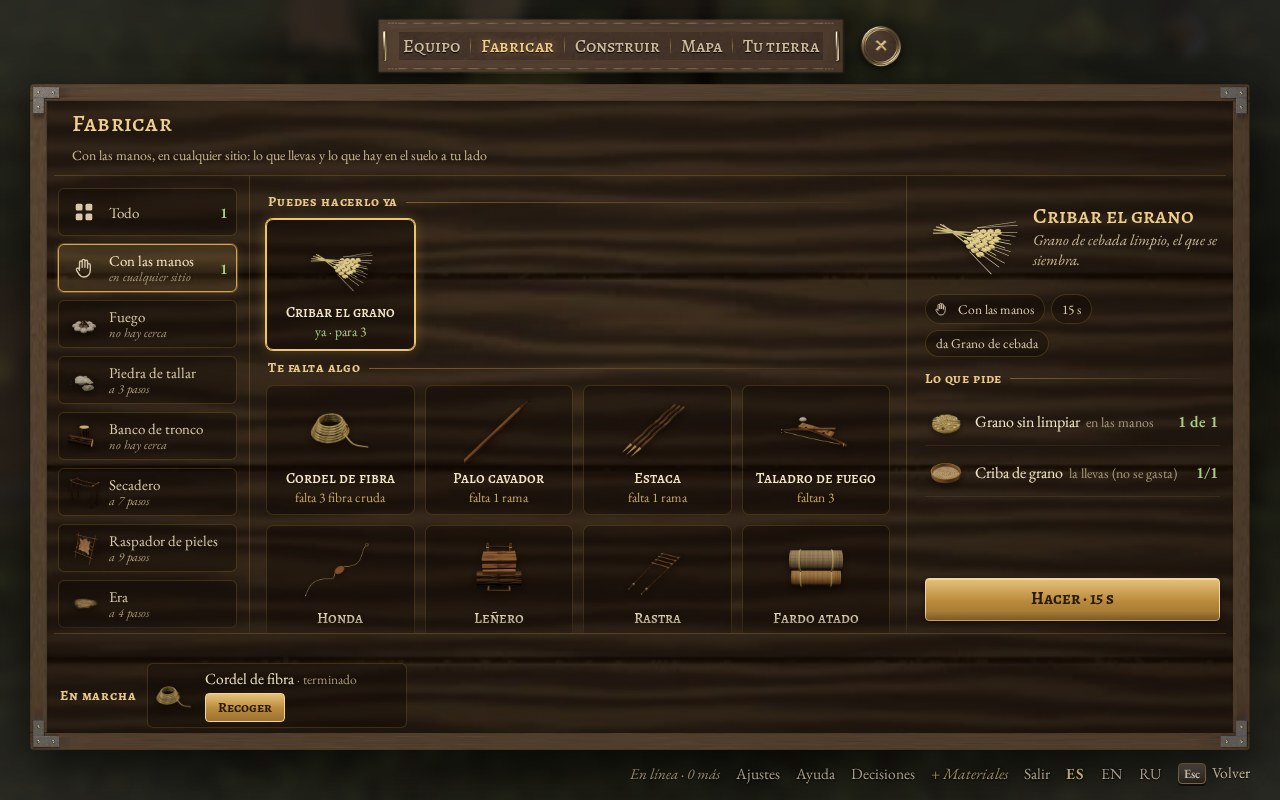 Equipo
Fabricar
Construir
Mapa
Tu tierra
Fabricar
Con las manos, en cualquier sitio: lo que llevas y lo que hay en el suelo a tu lado
Todo 1
Con las manos 1
en cualquier sitio
Fuego
no hay cerca
Piedra de tallar
a 3 pasos
Banco de tronco
no hay cerca
Secadero
a 7 pasos
Raspador de pieles
a 9 pasos
Era
a 4 pasos
Puedes hacerlo ya
Cribar el grano
ya · para 3
Te falta algo
Cordel de fibra
falta 3 fibra cruda
Palo cavador
falta 1 rama
Estaca
falta 1 rama
Taladro de fuego
faltan 3
Honda
Leñero
Rastra
Fardo atado
Cribar el grano
Grano de cebada limpio, el que se
siembra.
Con las manos
15 s
da Grano de cebada
Lo que pide
Grano sin limpiar en las manos 1 de 1
Criba de grano la llevas (no se gasta) 1/1
Hacer · 15 s
En marcha
Cordel de fibra · terminado
Recoger
En línea · 0 más Ajustes Ayuda Decisiones + Materiales Salir ES EN RU Esc Volver